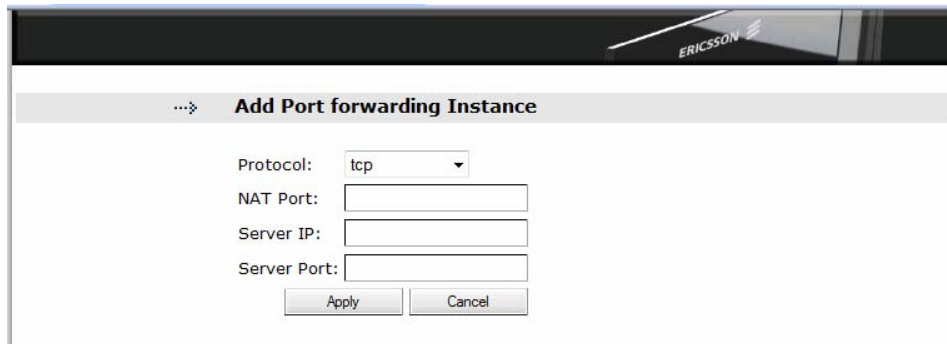 ERICSSON
Add Port forwarding Instance
Protocol: tcp
NAT Port:
Server IP:
Server Port:
Apply Cancel